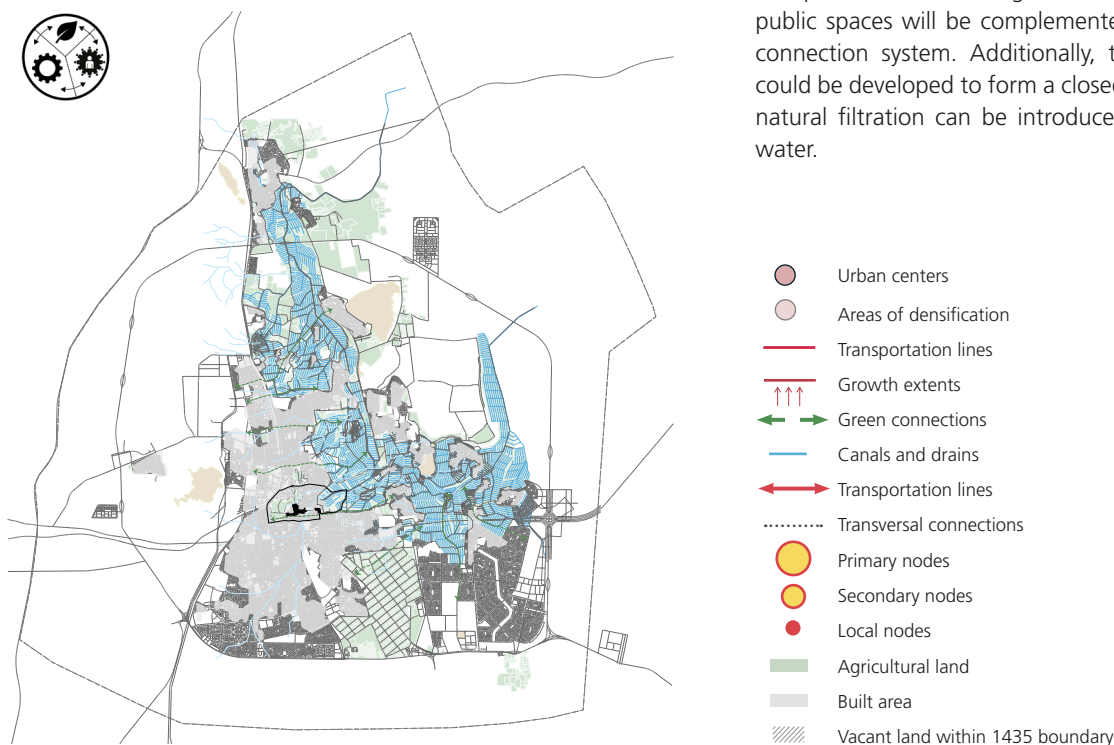 public spaces will be complemente
connection system. Additionally, t
could be developed to form a closed
natural filtration can be introduce
water.
Urban centers
Areas of densification
Transportation lines
Growth extents
Green connections
Canals and drains
Transportation lines
Transversal connections
Primary nodes
Secondary nodes
Local nodes
Agricultural land
Built area
Vacant land within 1435 boundary